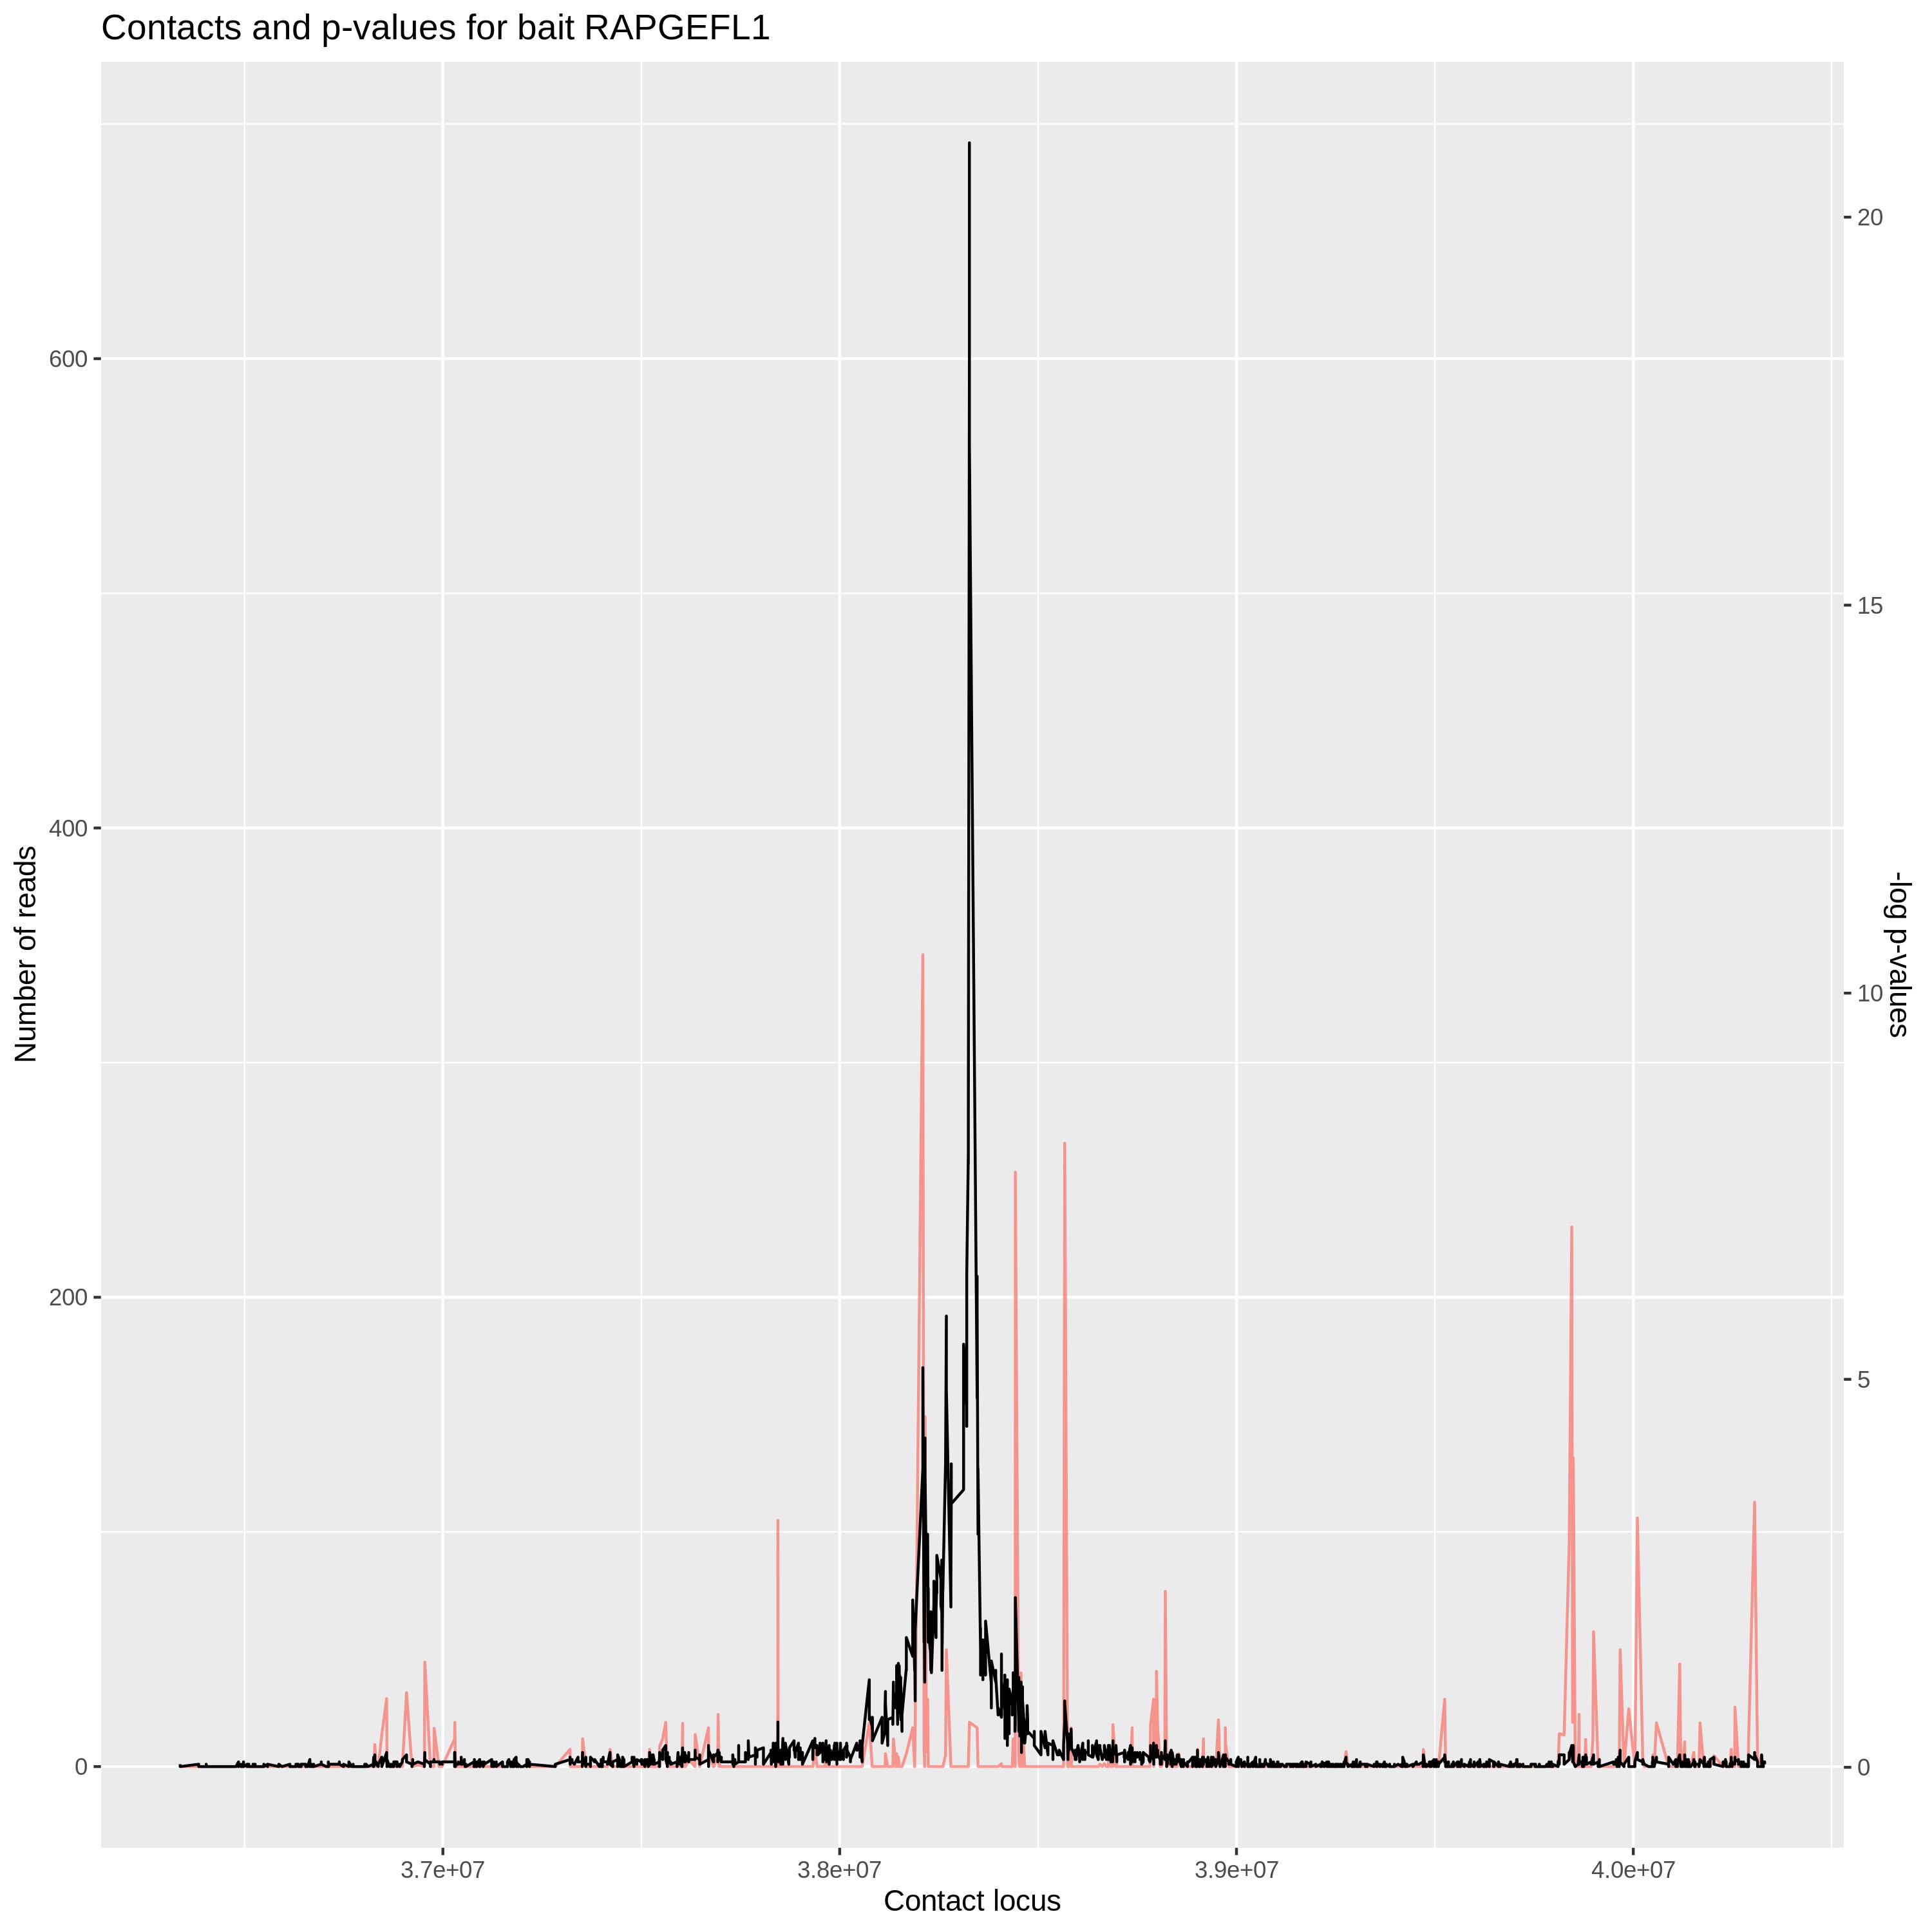 Contacts and p-values for bait RAPGEFL1
Number of reads
600
400
200
0
20
15
10
5
0
-log p-values
3.7e+07
3.8e+07
3.9e+07
4.0e+07
Contact locus